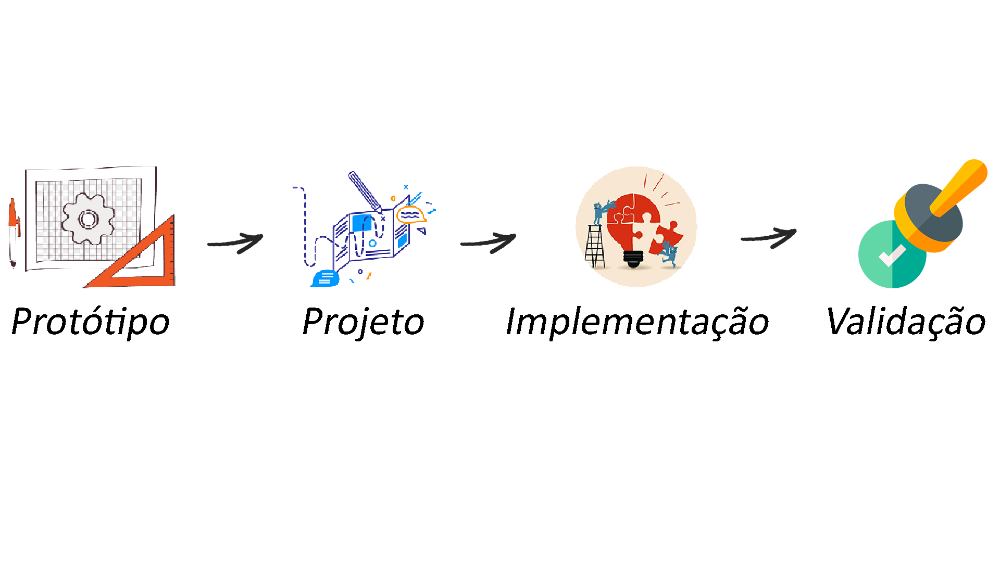 Protótipo
Projeto
Implementação
Validação